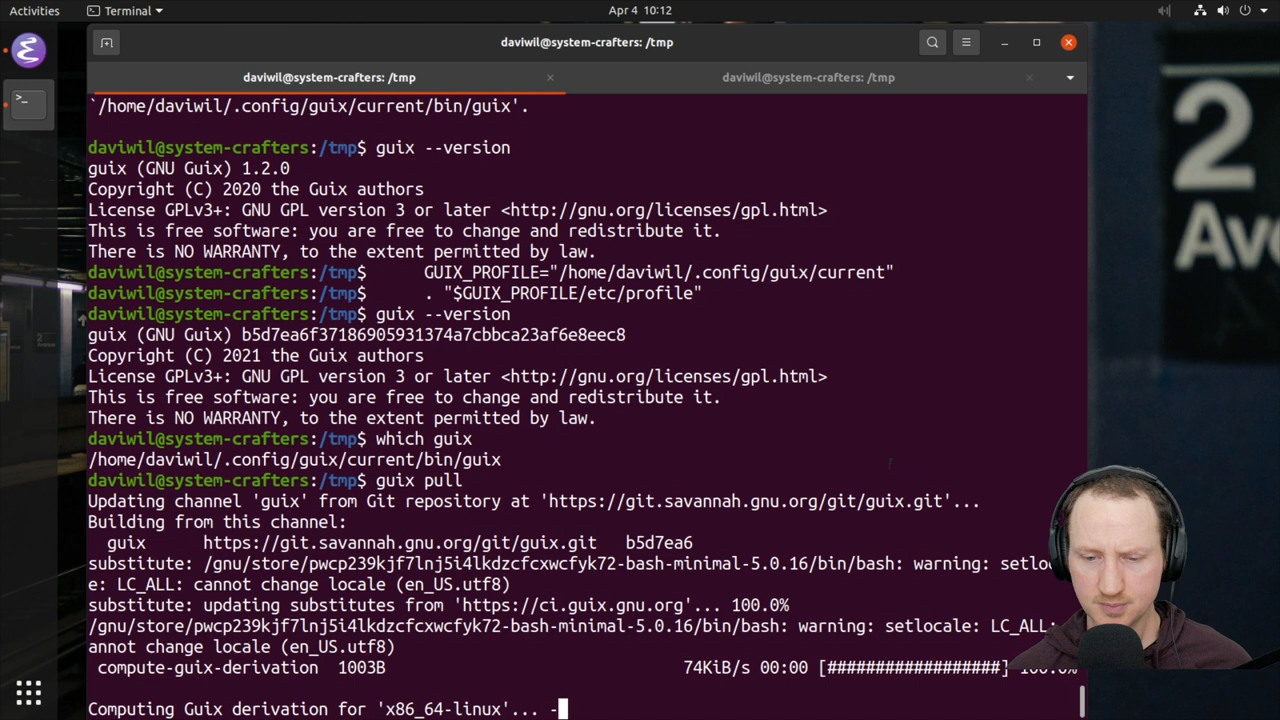 Activities
Terminal
Apr 4 10:12
daviwil@system-crafters: /tmp
daviwil@system-crafters: /tmp
daviwil@system-crafters: /tmp
`/home/daviwil/.config/guix/current/bin/guix'.
daviwil@system-crafters:/tmp$ guix --version
guix (GNU Guix) 1.2.0
Copyright (C) 2020 the Guix authors
License GPLv3+: GNU GPL version 3 or later <http://gnu.org/licenses/gpl.html>
This is free software: you are free to change and redistribute it.
There is NO WARRANTY, to the extent permitted by law.
daviwil@system-crafters:/tmp$      GUIX_PROFILE="/home/daviwil/.config/guix/current"
daviwil@system-crafters:/tmp$      . "$GUIX_PROFILE/etc/profile"
daviwil@system-crafters:/tmp$ guix --version
guix (GNU Guix) b5d7ea6f37186905931374a7cbbca23af6e8eec8
Copyright (C) 2021 the Guix authors
License GPLv3+: GNU GPL version 3 or later <http://gnu.org/licenses/gpl.html>
This is free software: you are free to change and redistribute it.
There is NO WARRANTY, to the extent permitted by law.
daviwil@system-crafters:/tmp$ which guix
/home/daviwil/.config/guix/current/bin/guix
daviwil@system-crafters:/tmp$ guix pull
Updating channel 'guix' from Git repository at 'https://git.savannah.gnu.org/git/guix.git'...
Building from this channel:
  guix      https://git.savannah.gnu.org/git/guix.git   b5d7ea6
substitute: /gnu/store/pwcp239kjf7lnj5i4lkdzcfcxwcfyk72-bash-minimal-5.0.16/bin/bash: warning: setloc
e: LC_ALL: cannot change locale (en_US.utf8)
substitute: updating substitutes from 'https://ci.guix.gnu.org'... 100.0%
/gnu/store/pwcp239kjf7lnj5i4lkdzcfcxwcfyk72-bash-minimal-5.0.16/bin/bash: warning: setlocale: LC_ALL:
annot change locale (en_US.utf8)
 compute-guix-derivation  1003B                               74KiB/s 00:00 [##################] 100.0%
Computing Guix derivation for 'x86_64-linux'... -
2
Ave